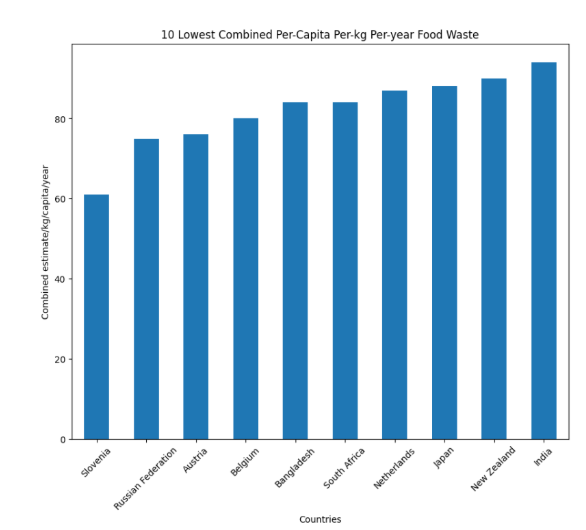 10 Lowest Combined Per-Capita Per-kg Per-year Food Waste
Combined estimate/kg/capita/year
80
60
40
20
0
Slovenia
Russian Federation
Austria
Belgium
Bangladesh
South Africa
Netherlands
Japan
New Zealand
India
Countries